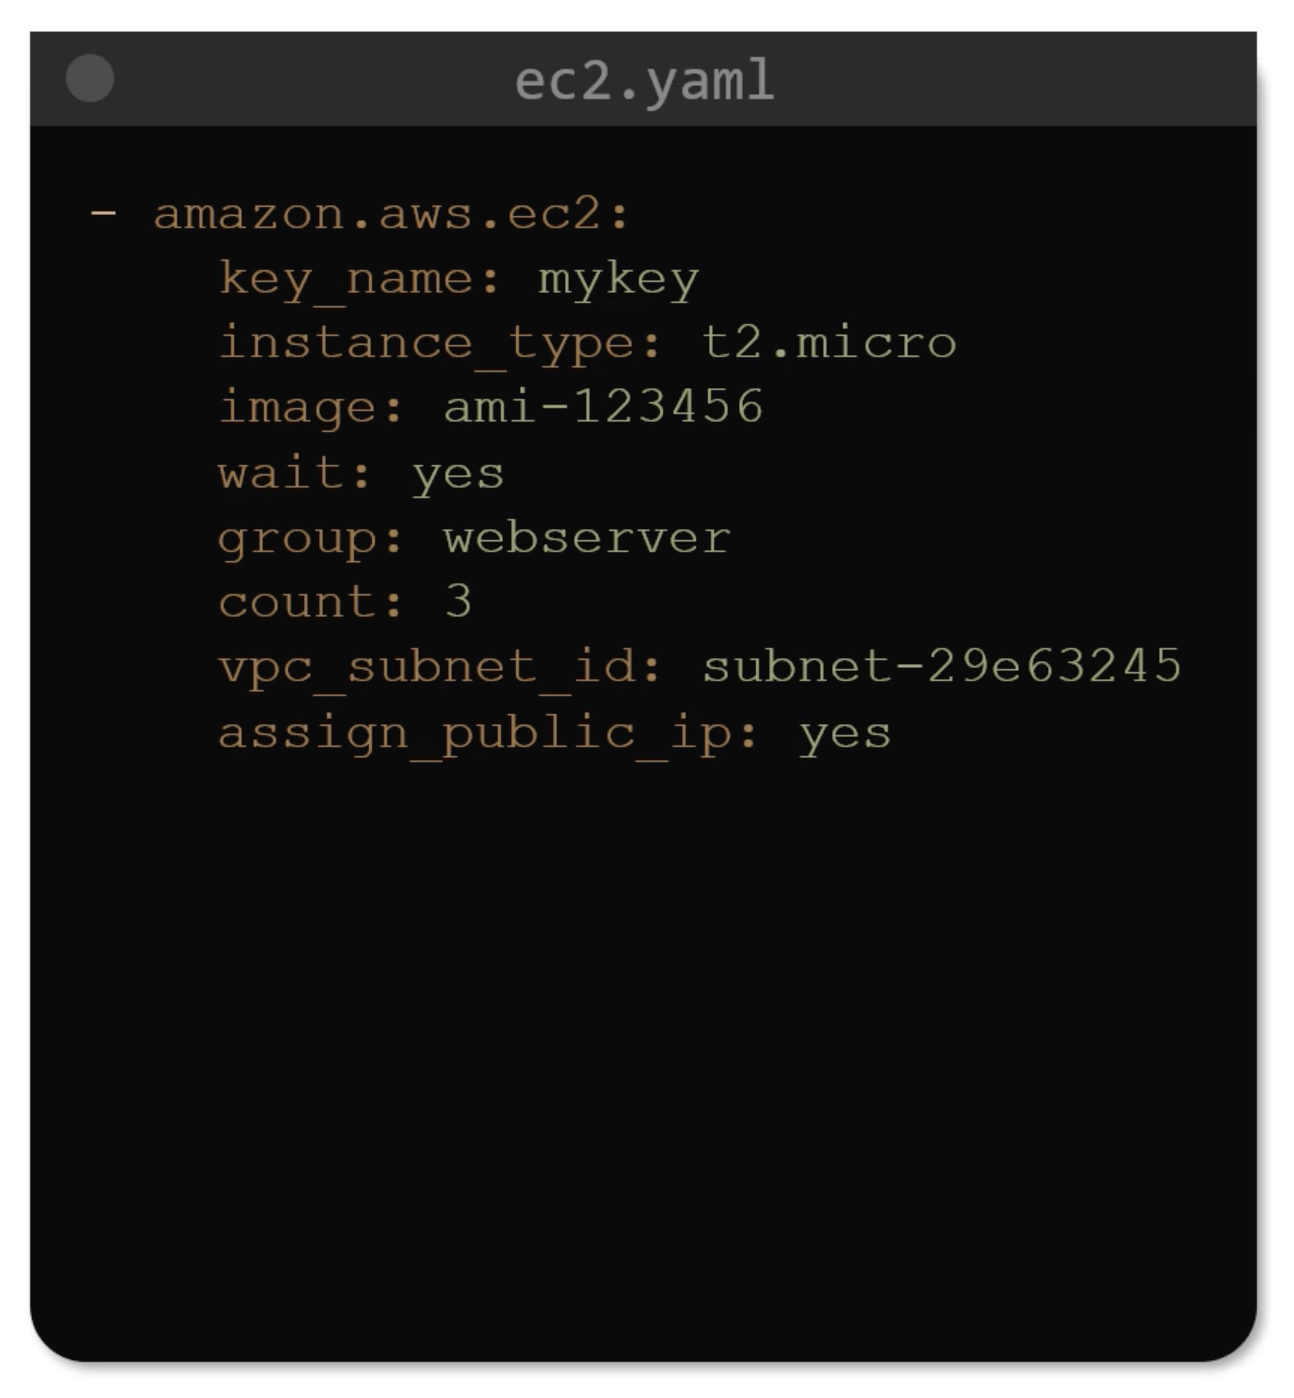 ec2.yaml
- amazon.aws.ec2:
    key_name: mykey
    instance_type: t2.micro
    image: ami-123456
    wait: yes
    group: webserver
    count: 3
    vpc_subnet_id: subnet-29e63245
    assign_public_ip: yes